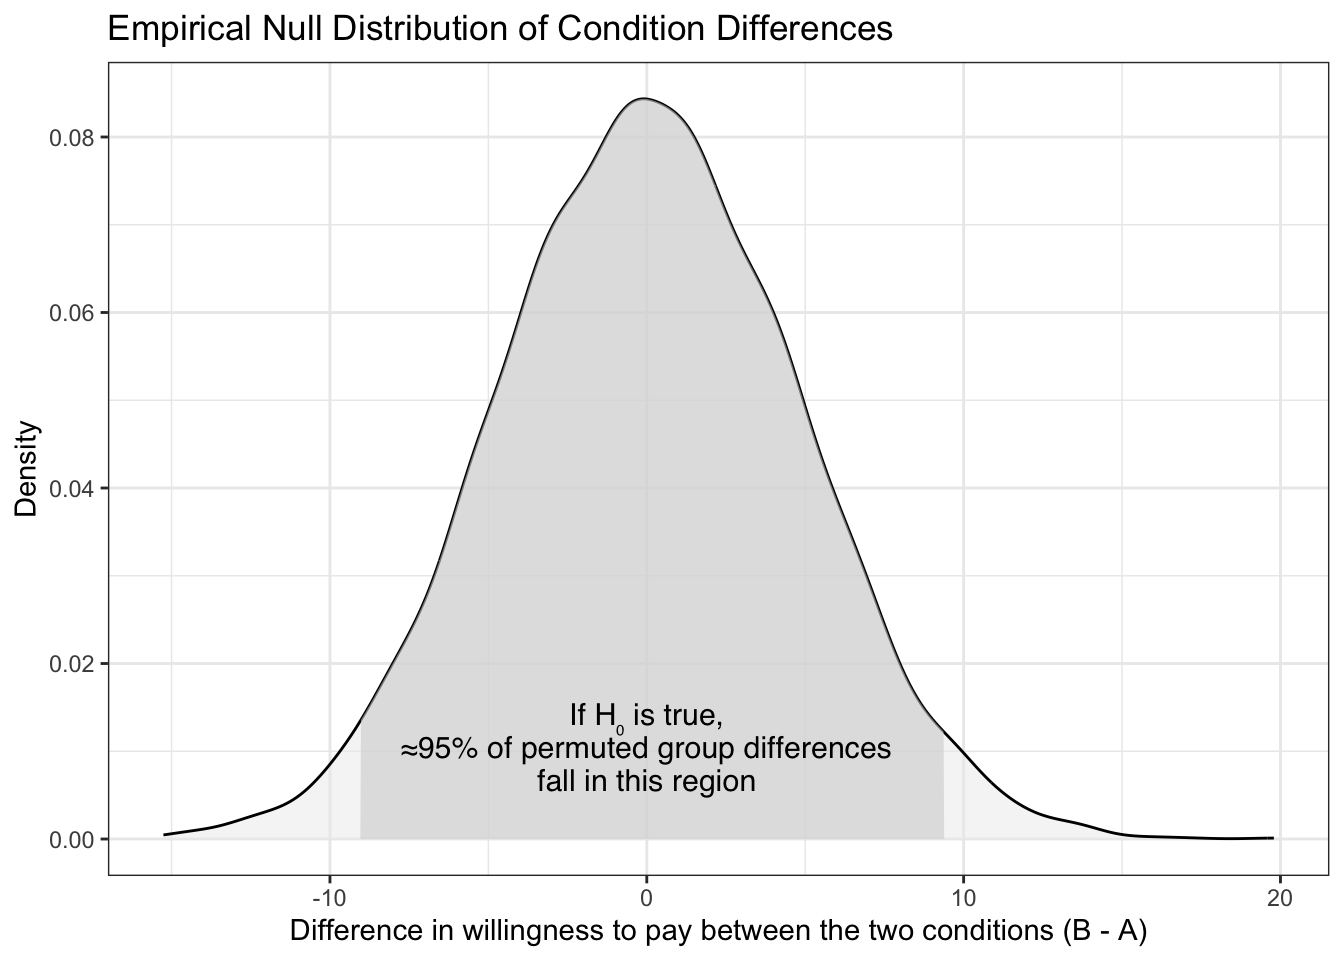 Empirical Null Distribution of Condition Differences
Density
0.08
0.06
0.04
0.02
0.00
If H₀ is true,
≈95% of permuted group differences
fall in this region
-10 0 10 20
Difference in willingness to pay between the two conditions (B - A)